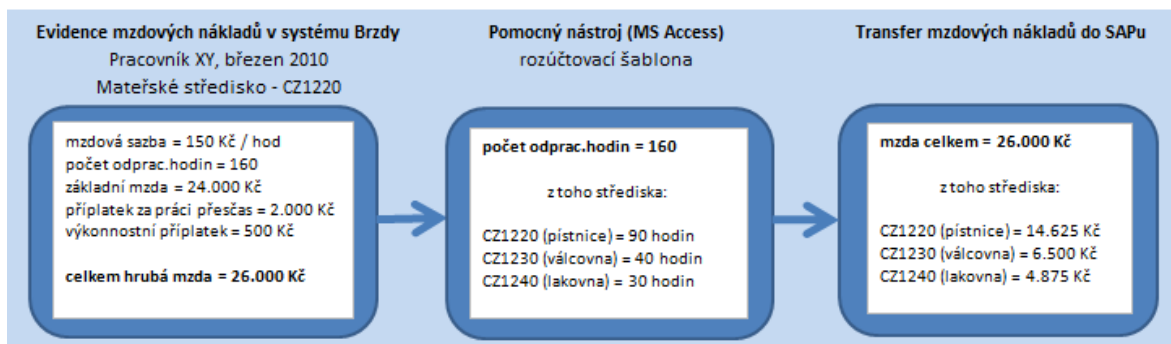 Evidence mzdových nákladů v systému Brzdy
Pracovník XY, březen 2010
Mateřské středisko - CZ1220
mzdová sazba = 150 Kč / hod
počet odprac.hodin = 160
základní mzda = 24.000 Kč
příplatek za práci přesčas = 2.000 Kč
výkonnostní příplatek = 500 Kč
celkem hrubá mzda = 26.000 Kč
Pomocný nástroj (MS Access)
rozúčtovací šablona
počet odprac.hodin = 160
z toho střediska:
CZ1220 (pístnice) = 90 hodin
CZ1230 (válcovna) = 40 hodin
CZ1240 (lakovna) = 30 hodin
Transfer mzdových nákladů do SAPu
mzda celkem = 26.000 Kč
z toho střediska:
CZ1220 (pístnice) = 14.625 Kč
CZ1230 (válcovna) = 6.500 Kč
CZ1240 (lakovna) = 4.875 Kč